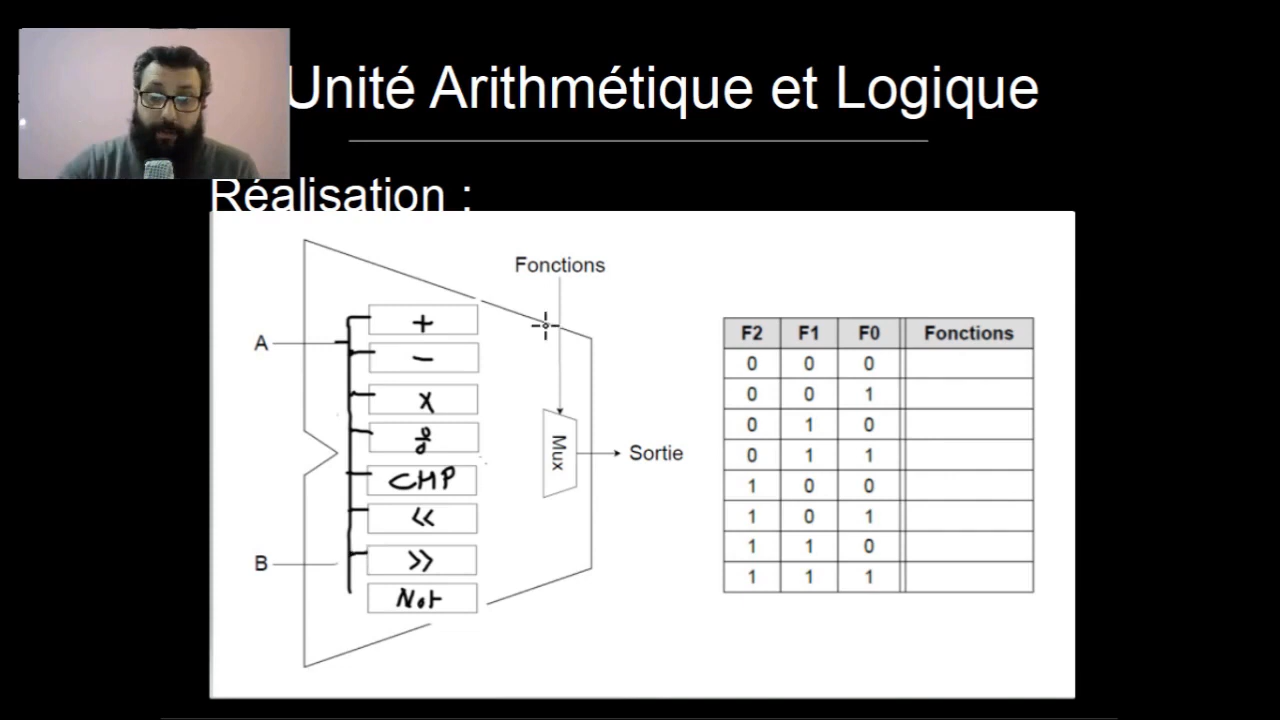 Unité Arithmétique et Logique
Réalisation :
Fonctions
A
B
+
-
x
CMP
<<
>>
Not
Mux
Sortie
F2 F1 F0 Fonctions
0 0 0
0 0 1
0 1 0
0 1 1
1 0 0
1 0 1
1 1 0
1 1 1